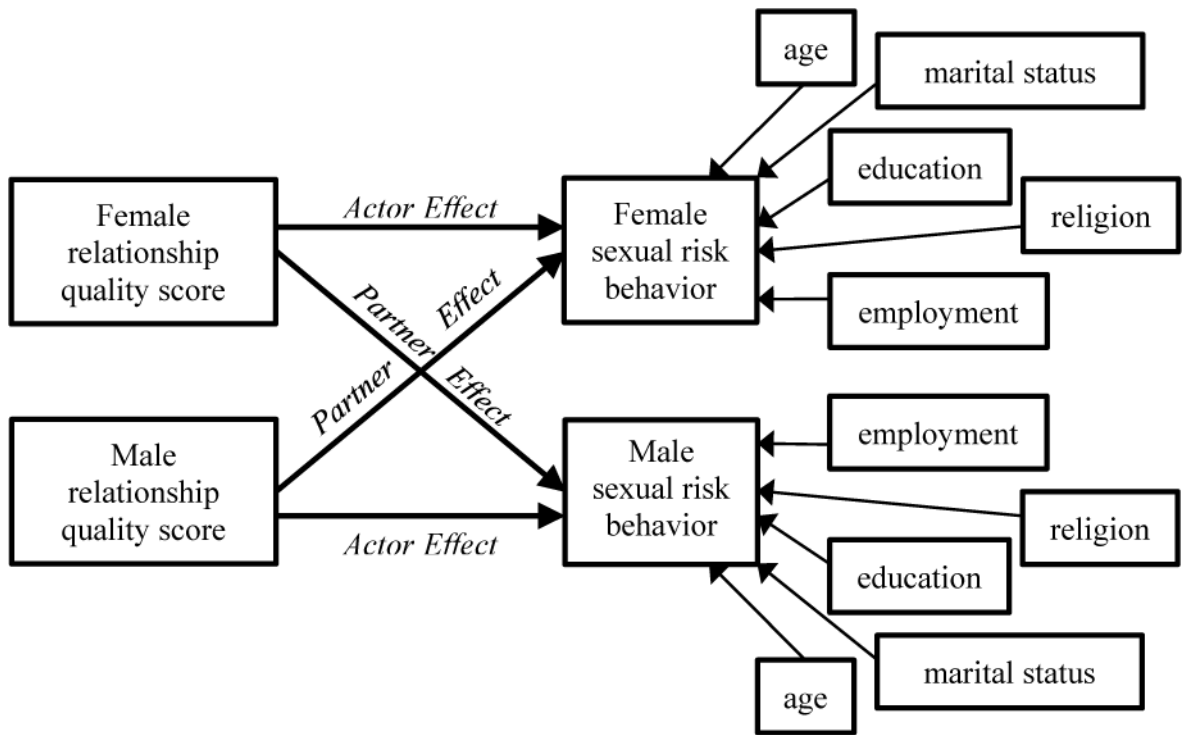 age
marital status
education
religion
employment
Female
relationship
quality score
Actor Effect
Female
sexual risk
behavior
Partner Effect
Partner Effect
Male
relationship
quality score
Actor Effect
Male
sexual risk
behavior
employment
religion
education
marital status
age